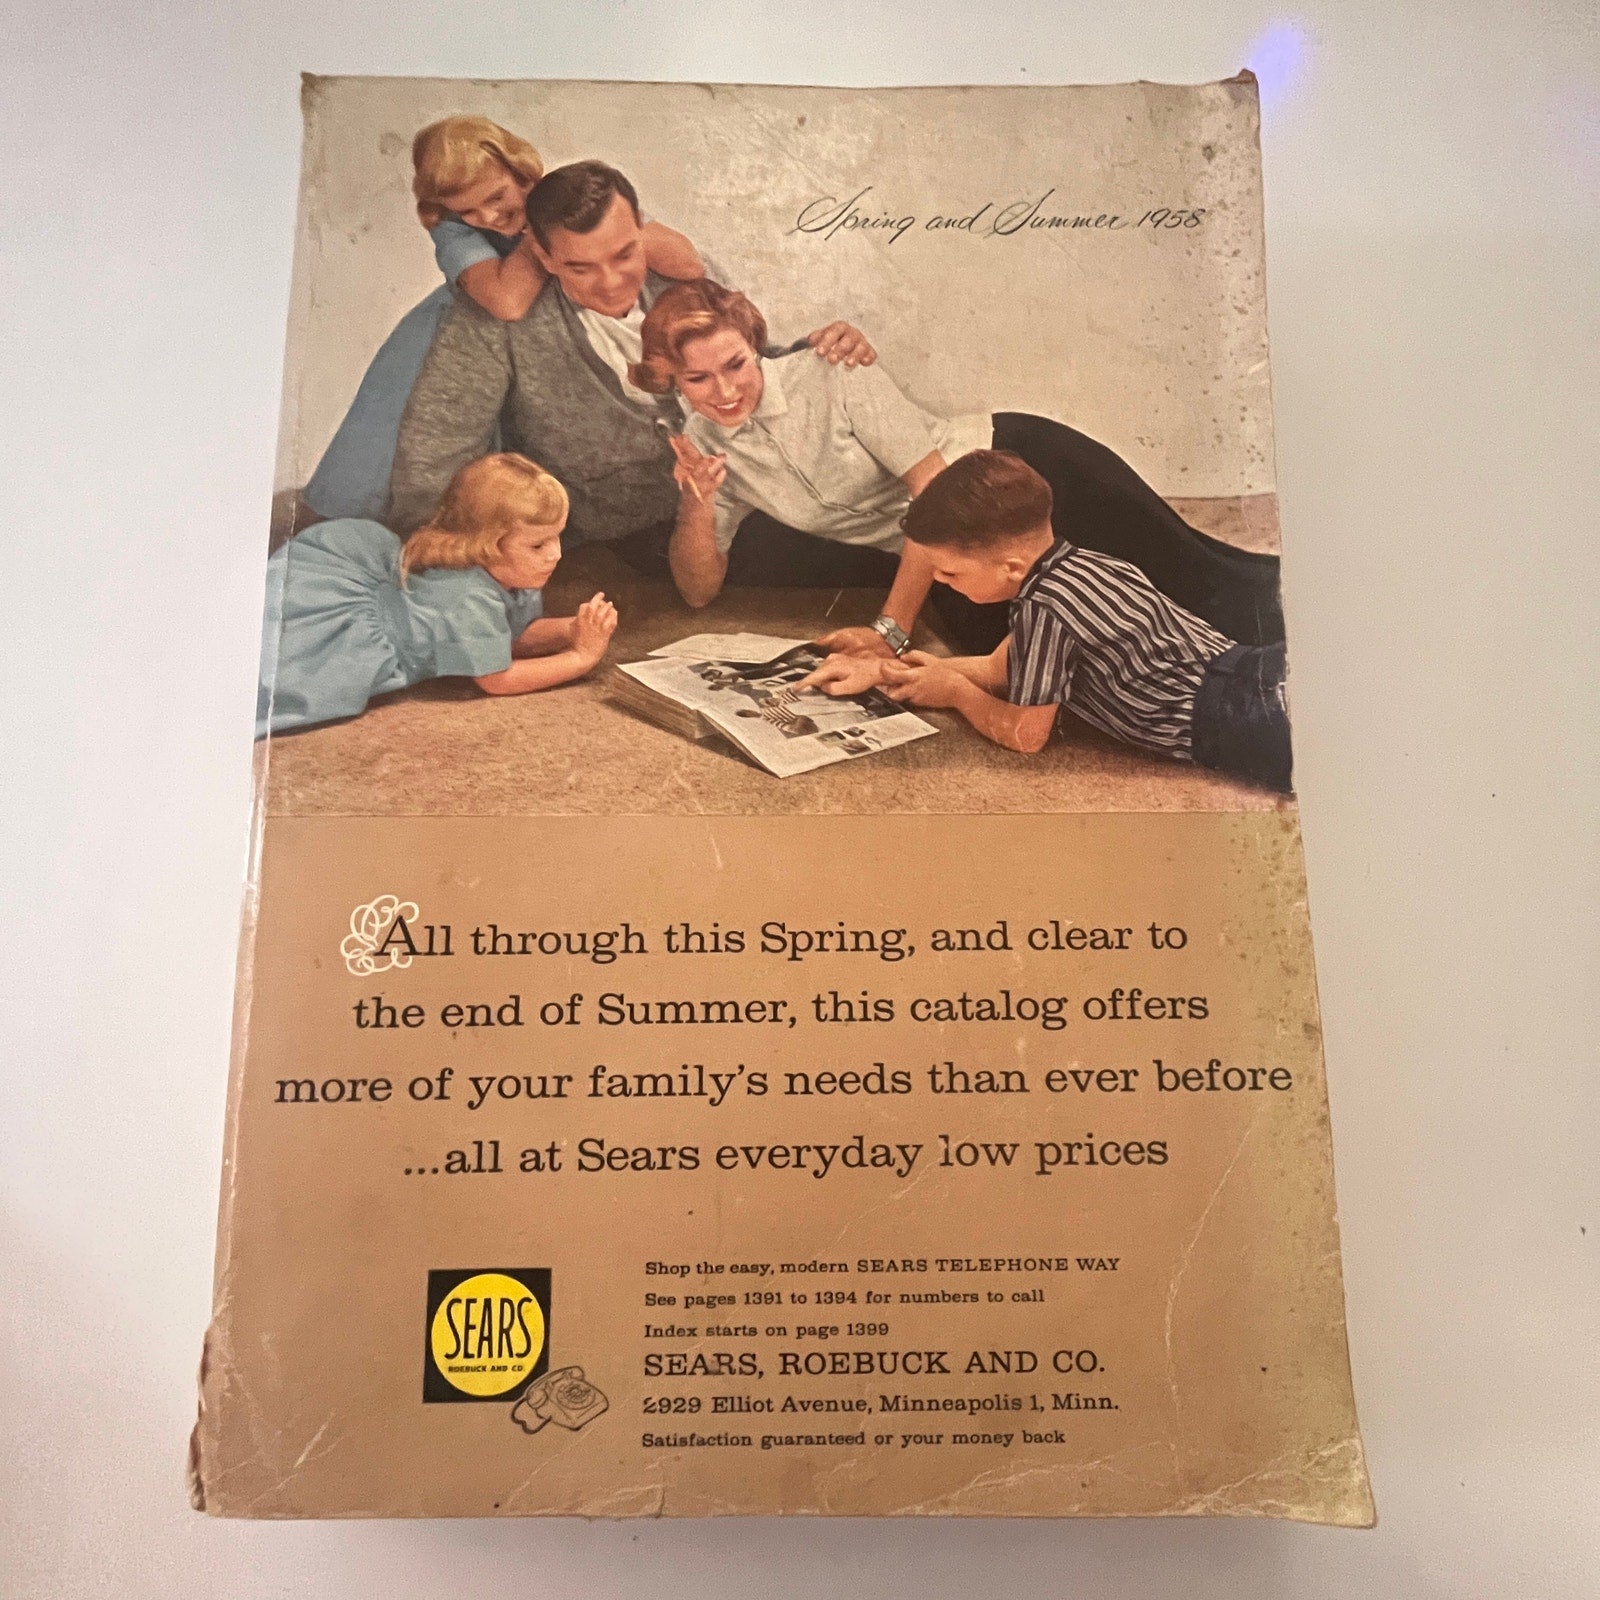 Spring and Summer 1958
All through this Spring, and clear to
the end of Summer, this catalog offers
more of your family's needs than ever before
...all at Sears everyday low prices
SEARS
ROEBUCK AND CO.
Shop the easy, modern SEARS TELEPHONE WAY
See pages 1391 to 1394 for numbers to call
Index starts on page 1399
SEARS, ROEBUCK AND CO.
2929 Elliot Avenue, Minneapolis 1, Minn.
Satisfaction guaranteed or your money back